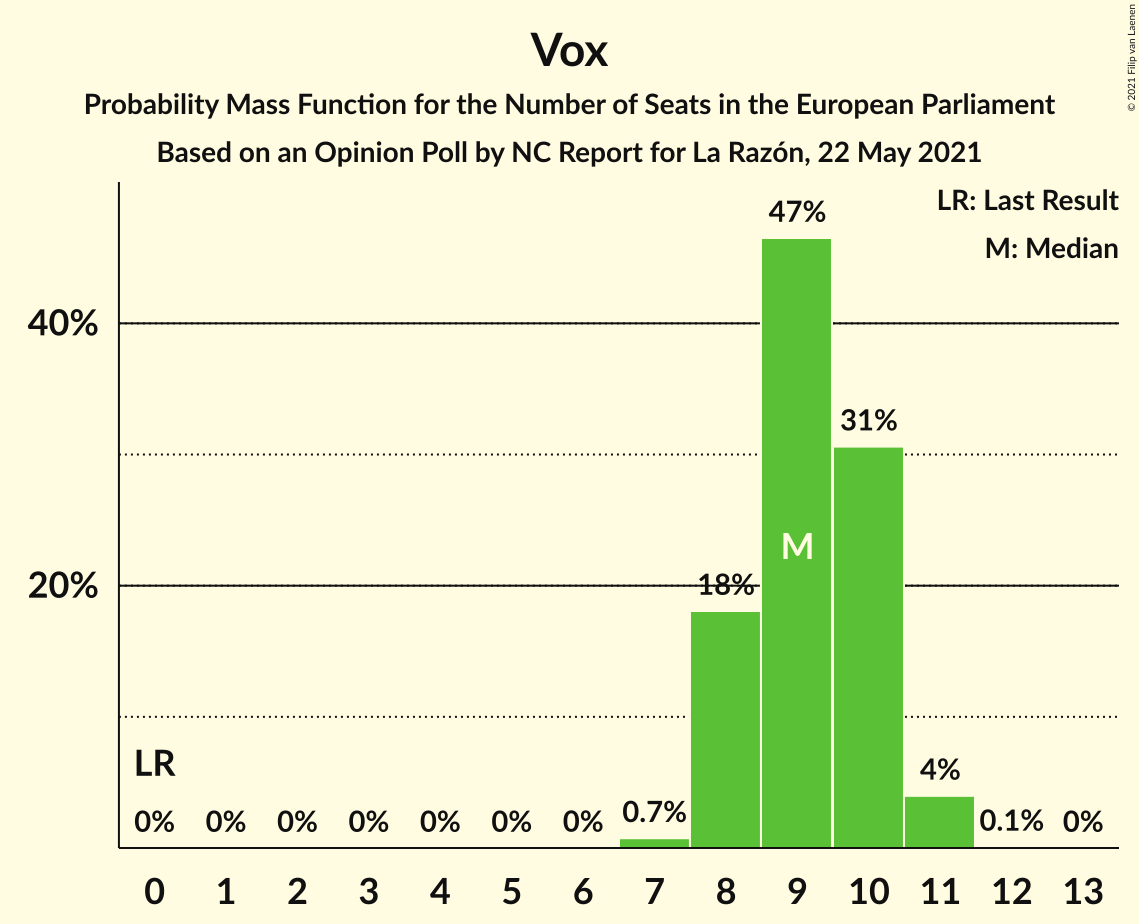 Vox
Probability Mass Function for the Number of Seats in the European Parliament
Based on an Opinion Poll by NC Report for La Razón, 22 May 2021
© 2021 Filip van Laenen
LR: Last Result
M: Median
47%
40%
31%
M
20%
18%
LR
4%
0% 0% 0% 0% 0% 0% 0% 0.7% 0.1% 0%
0 1 2 3 4 5 6 7 8 9 10 11 12 13